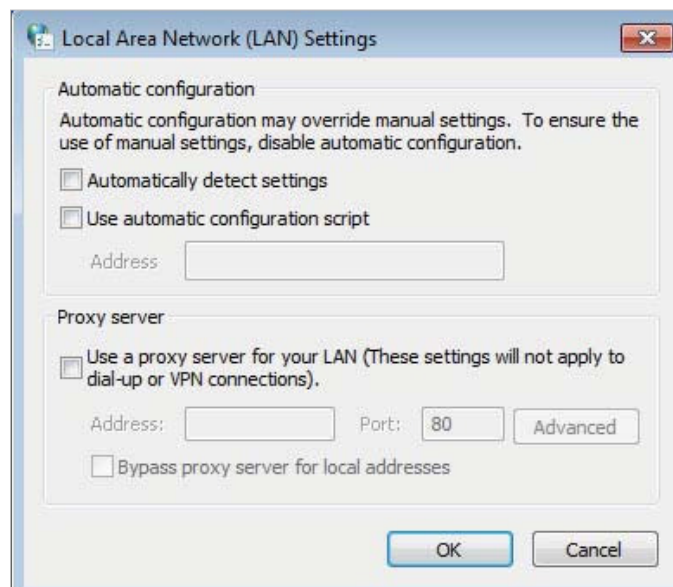 Local Area Network (LAN) Settings
Automatic configuration
Automatic configuration may override manual settings. To ensure the
use of manual settings, disable automatic configuration.
Automatically detect settings
Use automatic configuration script
Address
Proxy server
Use a proxy server for your LAN (These settings will not apply to
dial-up or VPN connections).
Address: Port: 80 Advanced
Bypass proxy server for local addresses
OK Cancel